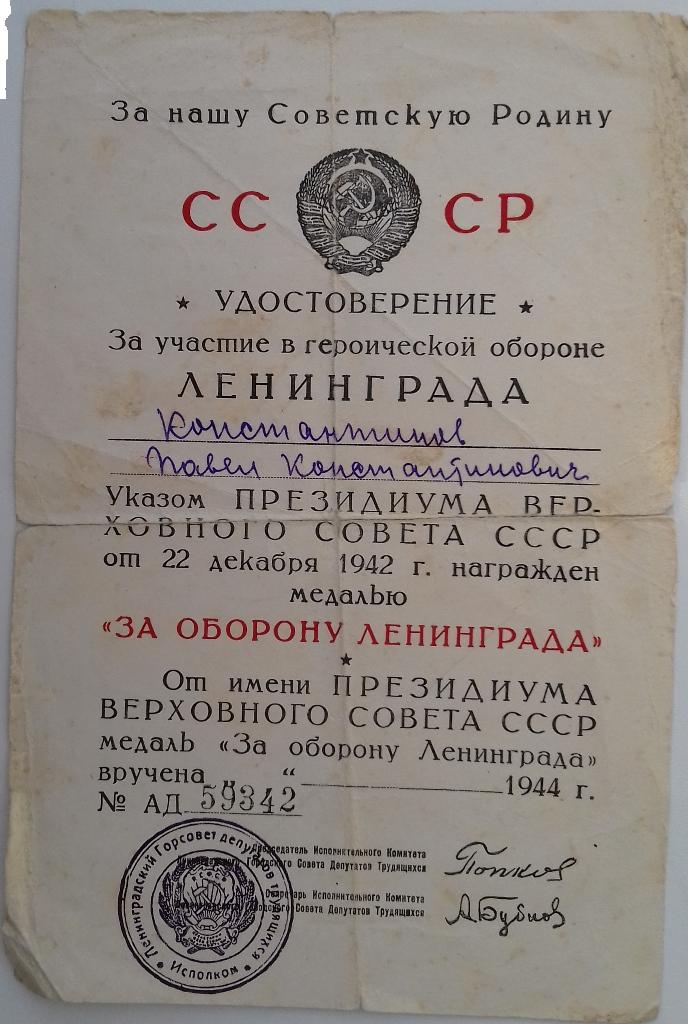 За нашу Советскую Родину
СС СР
★ УДОСТОВЕРЕНИЕ ★
За участие в героической обороне
ЛЕНИНГРАДА
Константинов
Павел Константинович
Указом ПРЕЗИДИУМА ВЕР-
ХОВНОГО СОВЕТА СССР
от 22 декабря 1942 г. награжден
медалью
«ЗА ОБОРОНУ ЛЕНИНГРАДА»
★
От имени ПРЕЗИДИУМА
ВЕРХОВНОГО СОВЕТА СССР
медаль «За оборону Ленинграда»
вручена „ “ 1944 г.
№ АД 59342
Председатель Исполнительного Комитета
Городского Совета Депутатов Трудящихся
Попков
Секретарь Исполнительного Комитета
Совета Депутатов Трудящихся
А Бубнов
Ленинградский Горсовет депутатов трудящихся
Исполком
РСФСР